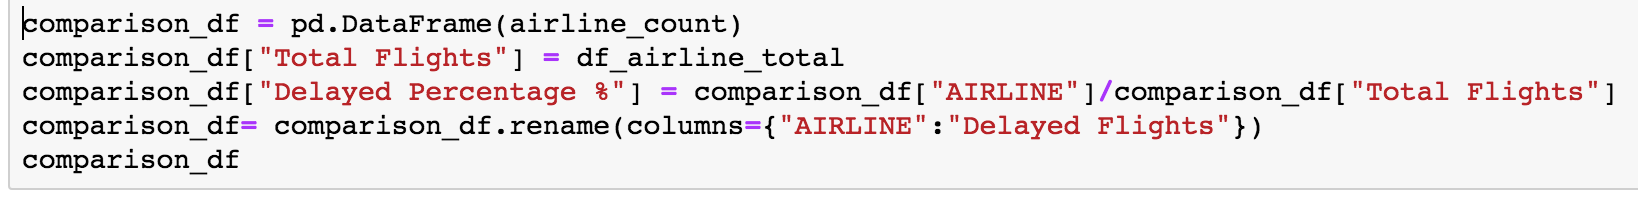 comparison_df = pd.DataFrame(airline_count)
comparison_df["Total Flights"] = df_airline_total
comparison_df["Delayed Percentage %"] = comparison_df["AIRLINE"]/comparison_df["Total Flights"]
comparison_df= comparison_df.rename(columns={"AIRLINE":"Delayed Flights"})
comparison_df